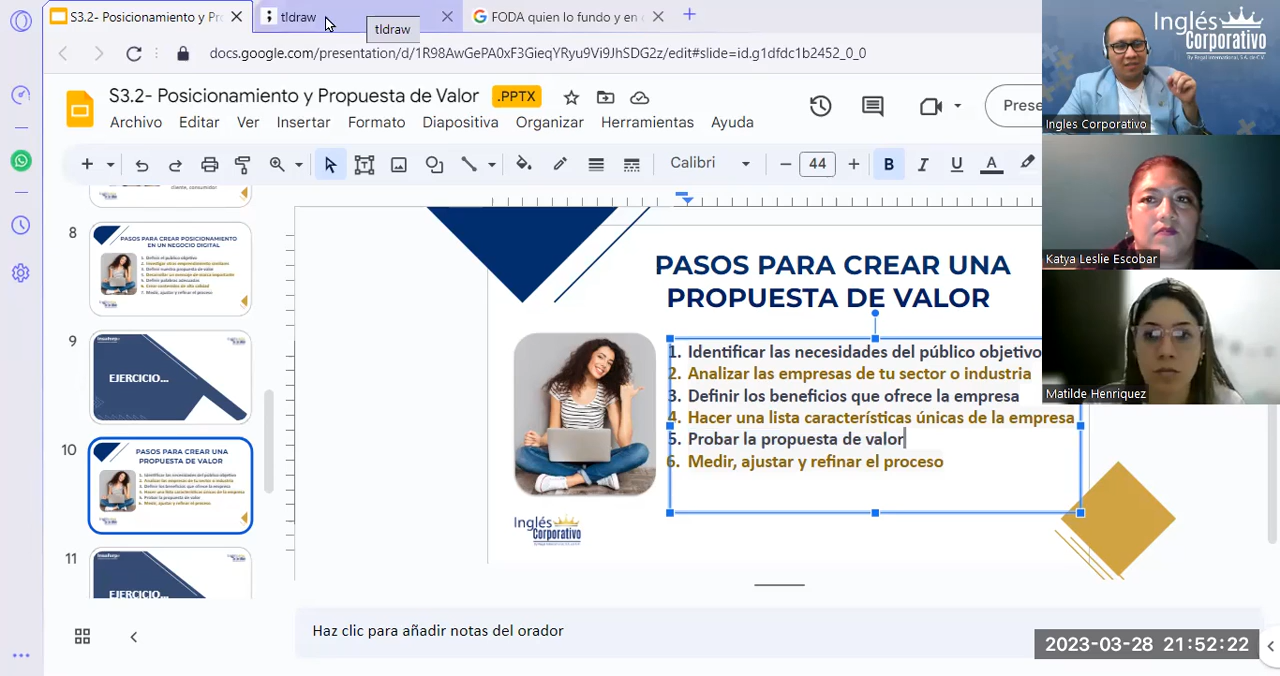 S3.2- Posicionamiento y Pr
tldraw
FODA quien lo fundo y en
tldraw
docs.google.com/presentation/d/
/edit#slide=id.g1dfdc1b2452_0_0
S3.2- Posicionamiento y Propuesta de Valor
.PPTX
Archivo Editar Ver Insertar Formato Diapositiva Organizar Herramientas Ayuda
Prese
Calibri
44
B I U A
8
PASOS PARA CREAR POSICIONAMIENTO
EN UN NEGOCIO DIGITAL
9
EJERCICIO...
10
PASOS PARA CREAR UNA
PROPUESTA DE VALOR
11
EJERCICIO...
PASOS PARA CREAR UNA
PROPUESTA DE VALOR
1. Identificar las necesidades del público objetivo
2. Analizar las empresas de tu sector o industria
3. Definir los beneficios que ofrece la empresa
4. Hacer una lista características únicas de la empresa
5. Probar la propuesta de valor
6. Medir, ajustar y refinar el proceso
Inglés
Corporativo
Haz clic para añadir notas del orador
Inglés
Corporativo
By Regal International, S.A. de C.V.
Ingles Corporativo
Katya Leslie Escobar
Matilde Henriquez
2023-03-28 21:52:22